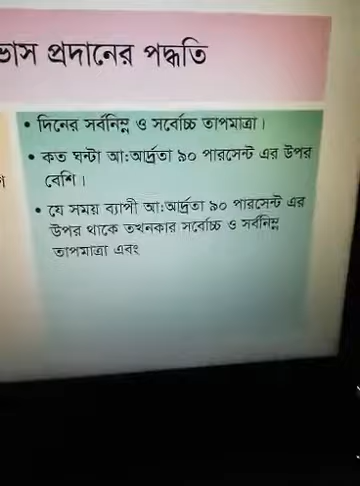 প্রদানের পদ্ধতি
• দিনের সর্বনিম্ন ও সর্বোচ্চ তাপমাত্রা।
• কত ঘন্টা আ:আর্দ্রতা ৯০ পারসেন্ট এর উপর
বেশি।
• যে সময় ব্যাপী আ:আর্দ্রতা ৯০ পারসেন্ট এর
উপর থাকে তখনকার সর্বোচ্চ ও সর্বনিম্ন
তাপমাত্রা এবং